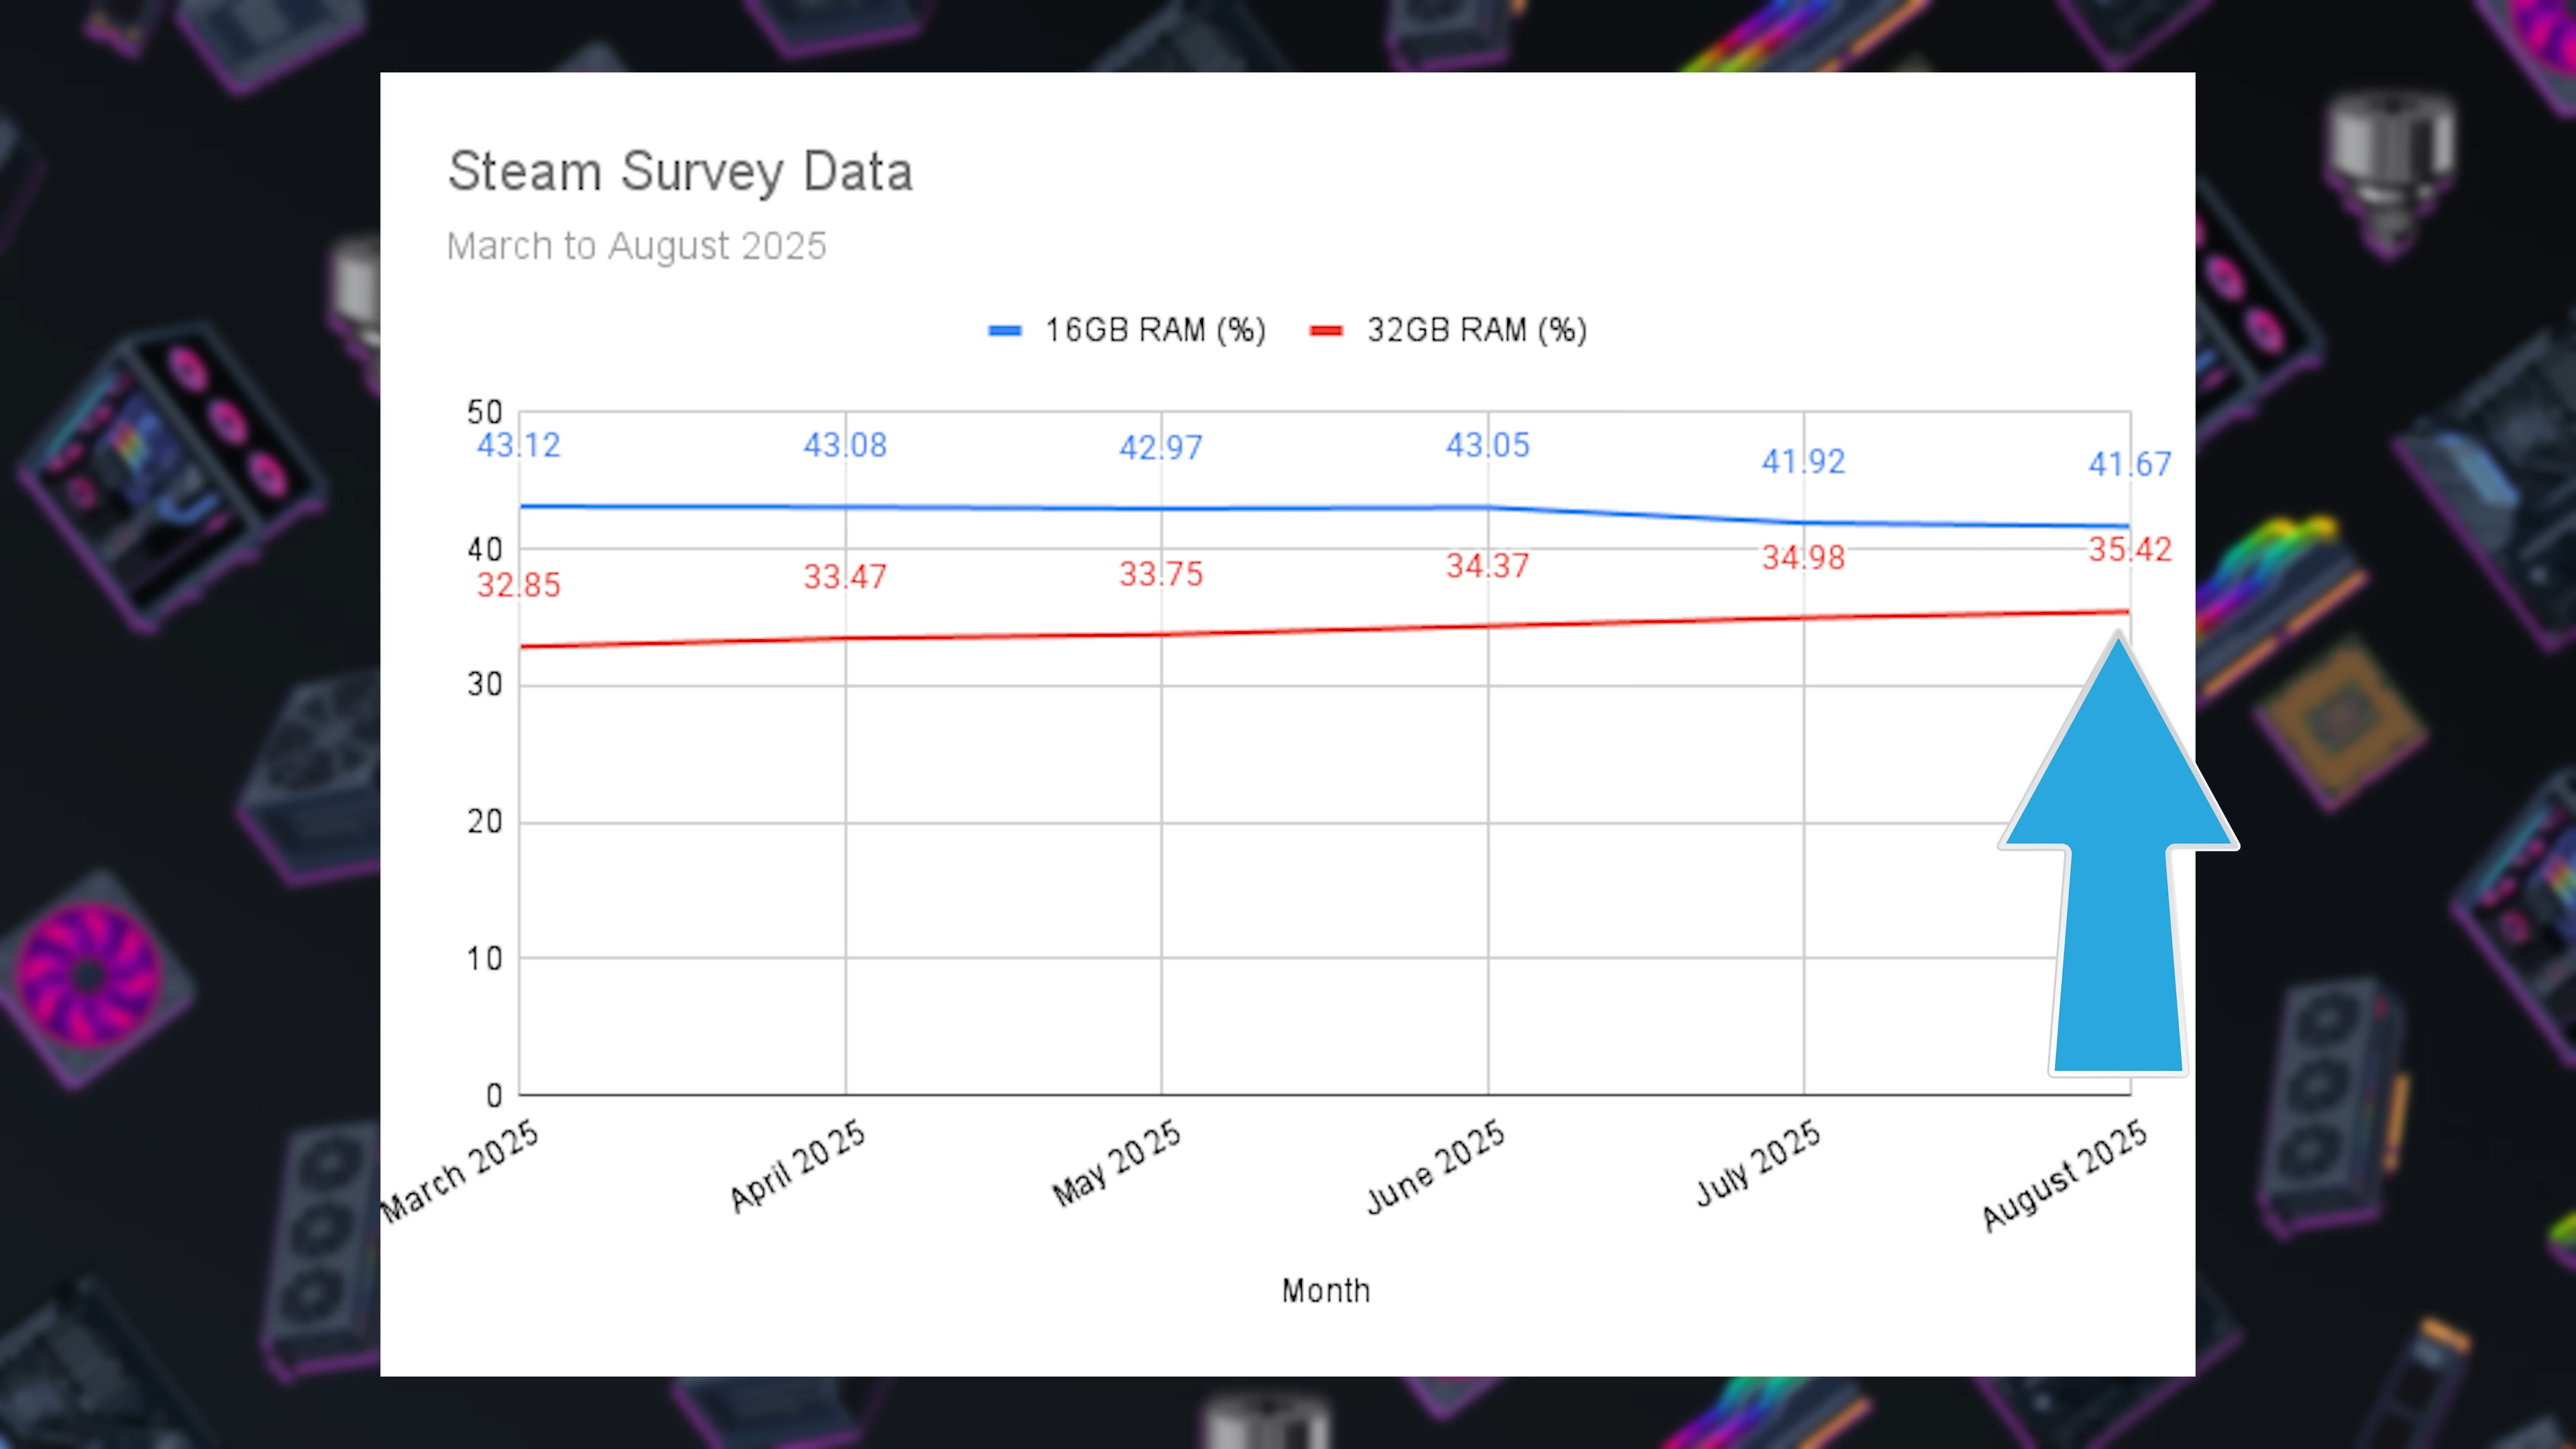 Steam Survey Data
March to August 2025
16GB RAM (%) 32GB RAM (%)
50
43.12 43.08 42.97 43.05 41.92 41.67
40
32.85 33.47 33.75 34.37 34.98 35.42
30
20
10
0
March 2025 April 2025 May 2025 June 2025 July 2025 August 2025
Month